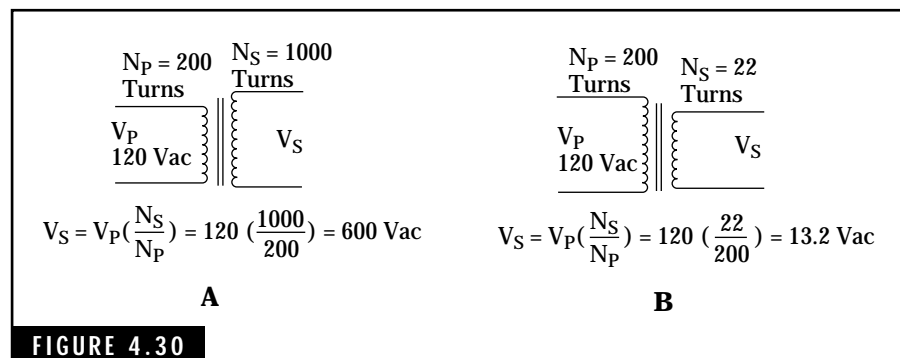 N_P = 200
Turns
N_S = 1000
Turns
V_P
120 Vac
V_S
V_S = V_P(N_S/N_P) = 120 (1000/200) = 600 Vac
A
N_P = 200
Turns
N_S = 22
Turns
V_P
120 Vac
V_S
V_S = V_P(N_S/N_P) = 120 (22/200) = 13.2 Vac
B
FIGURE 4.30